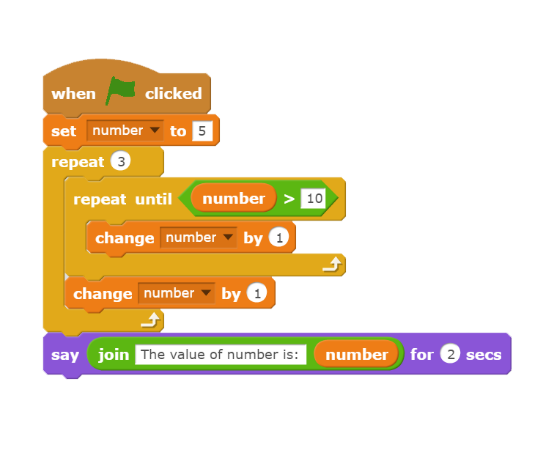 when clicked
set number to 5
repeat 3
repeat until number > 10
change number by 1
change number by 1
say join The value of number is: number for 2 secs